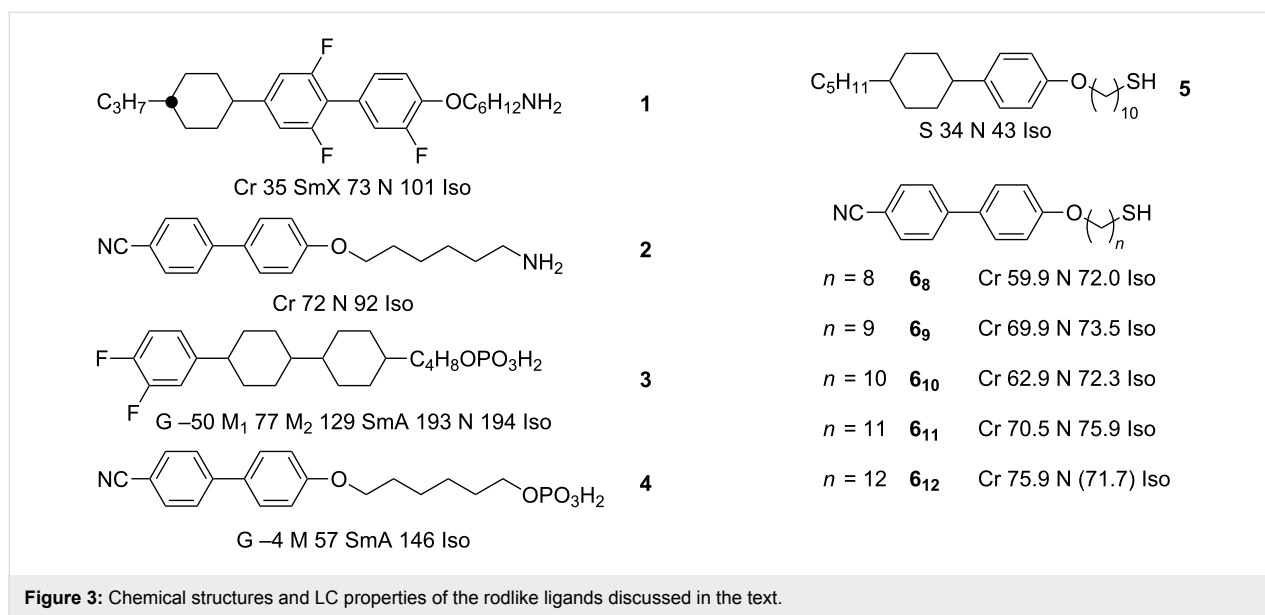 F
C₃H₇
OC₆H₁₂NH₂
1
F
F
Cr 35 SmX 73 N 101 Iso
NC
O
NH₂
2
Cr 72 N 92 Iso
F
F
C₄H₈OPO₃H₂
3
G –50 M₁ 77 M₂ 129 SmA 193 N 194 Iso
NC
O
OPO₃H₂
4
G –4 M 57 SmA 146 Iso
C₅H₁₁
O
SH
10
5
S 34 N 43 Iso
NC
O
SH
n
n = 8 6₈ Cr 59.9 N 72.0 Iso
n = 9 6₉ Cr 69.9 N 73.5 Iso
n = 10 6₁₀ Cr 62.9 N 72.3 Iso
n = 11 6₁₁ Cr 70.5 N 75.9 Iso
n = 12 6₁₂ Cr 75.9 N (71.7) Iso
Figure 3: Chemical structures and LC properties of the rodlike ligands discussed in the text.